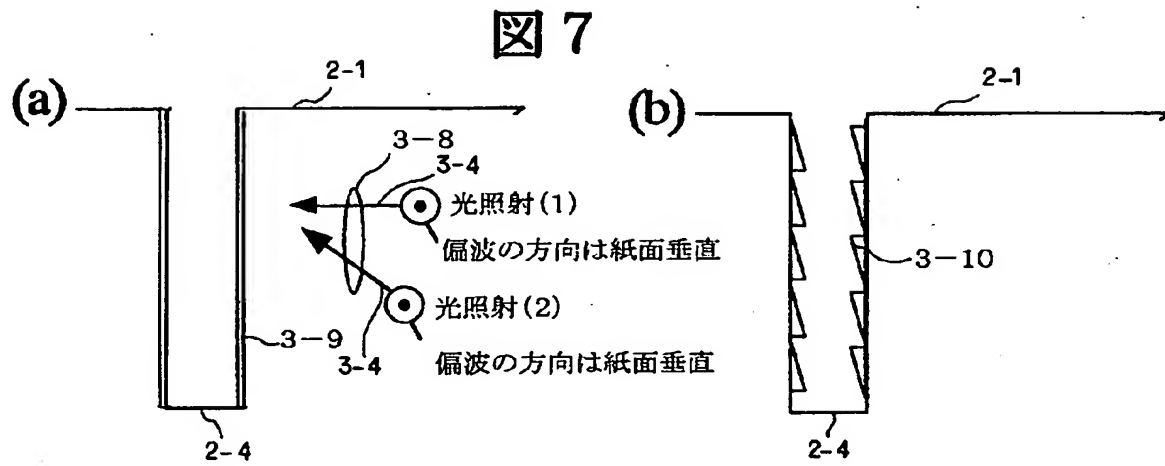 図 7
(a)
2-1
3-8
3-4
光照射(1)
偏波の方向は紙面垂直
光照射(2)
3-9
3-4
偏波の方向は紙面垂直
2-4
(b)
2-1
3-10
2-4